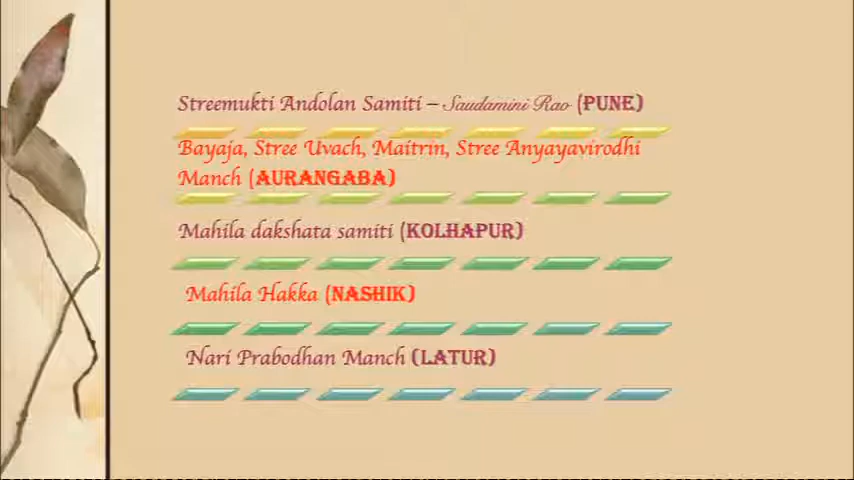 Streemukti Andolan Samiti – Saudamini Rao (PUNE)
Bayaja, Stree Uvach, Maitrin, Stree Anyayavirodhi
Manch (AURANGABA)
Mahila dakshata samiti (KOLHAPUR)
Mahila Hakka (NASHIK)
Nari Prabodhan Manch (LATUR)